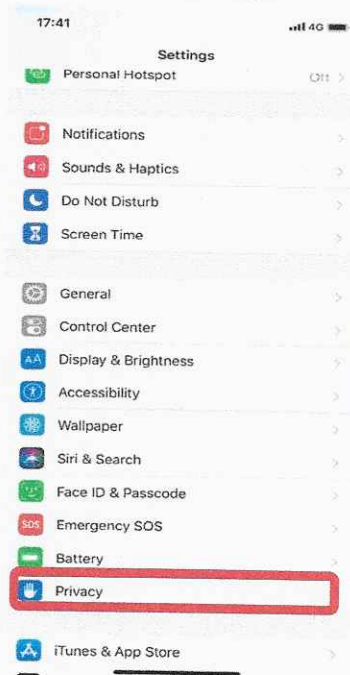 17:41
4G
Settings
Personal Hotspot
Off
Notifications
Sounds & Haptics
Do Not Disturb
Screen Time
General
Control Center
AA
Display & Brightness
Accessibility
Wallpaper
Siri & Search
Face ID & Passcode
SOS
Emergency SOS
Battery
Privacy
iTunes & App Store